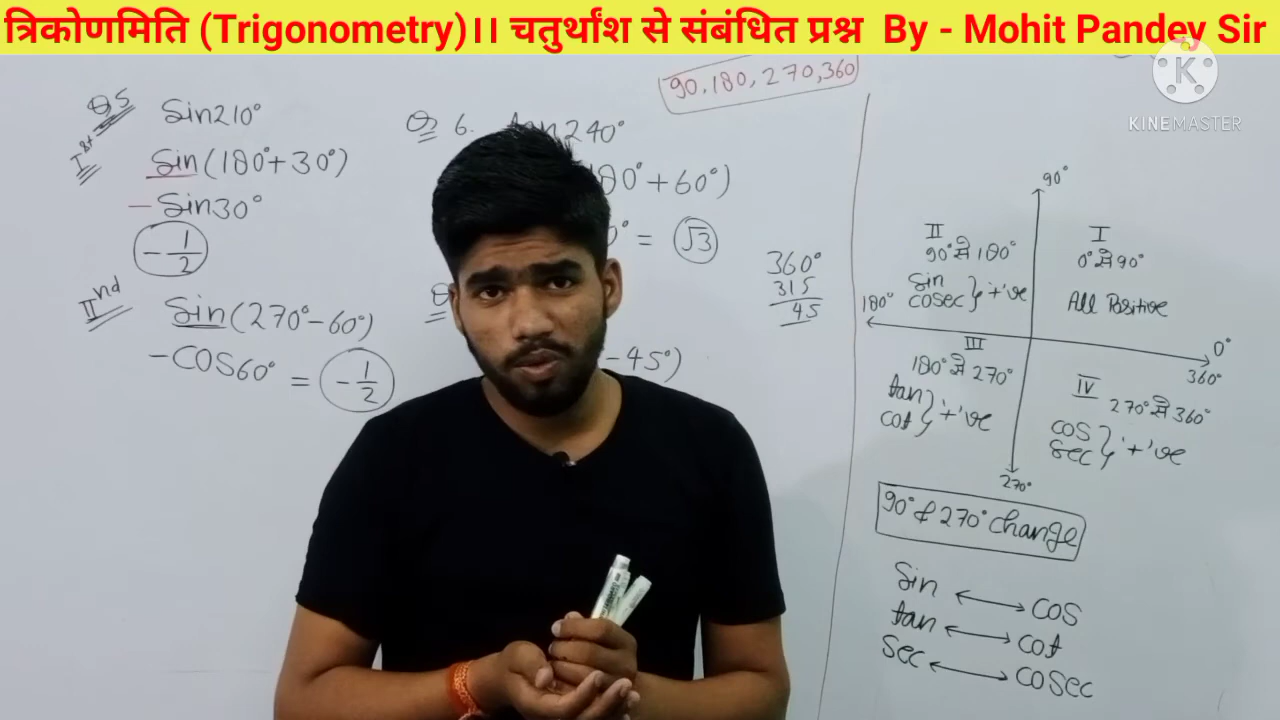 त्रिकोणमिति (Trigonometry)।। चतुर्थांश से संबंधित प्रश्न By - Mohit Pandey Sir
K
KINEMASTER
90, 180, 270, 360
Q5
Sin210°
Ist
Sin(180°+30°)
- Sin30°
-1/2
IInd
Sin(270°-60°)
-COS60° = -1/2
Q 6. tan240°
180°+60°)
0° = √3
Q
-45°)
360°
315
45
90°
II
90° से 180°
Sin
COSec } '+'ve
I
0° से 90°
All Positive
180°
0°
360°
III
180° से 270°
tan
Cot } '+'ve
IV
270° से 360°
COS
Sec } '+'ve
270°
90° & 270° Change
Sin ↔ COS
tan ↔ Cot
Sec ↔ COSec